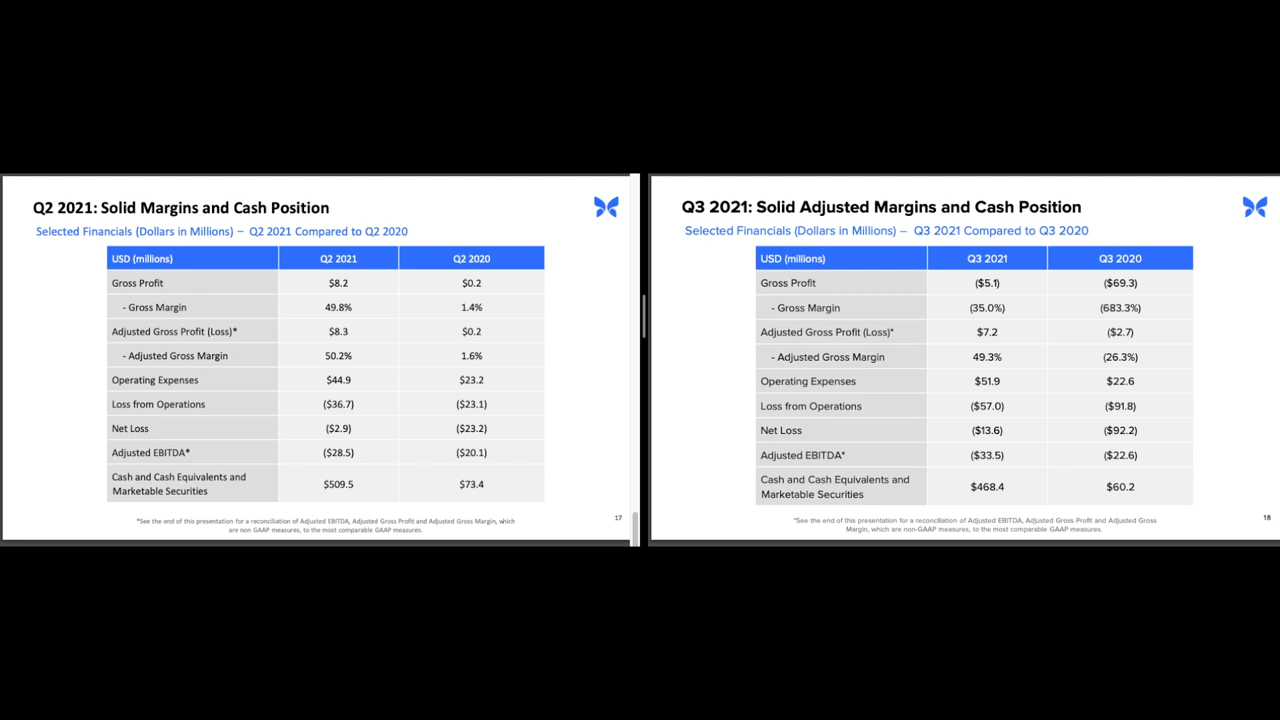 Q2 2021: Solid Margins and Cash Position
Selected Financials (Dollars in Millions) – Q2 2021 Compared to Q2 2020
USD (millions) Q2 2021 Q2 2020
Gross Profit $8.2 $0.2
- Gross Margin 49.8% 1.4%
Adjusted Gross Profit (Loss)* $8.3 $0.2
- Adjusted Gross Margin 50.2% 1.6%
Operating Expenses $44.9 $23.2
Loss from Operations ($36.7) ($23.1)
Net Loss ($2.9) ($23.2)
Adjusted EBITDA* ($28.5) ($20.1)
Cash and Cash Equivalents and
Marketable Securities $509.5 $73.4
*See the end of this presentation for a reconciliation of Adjusted EBITDA, Adjusted Gross Profit and Adjusted Gross Margin, which
are non GAAP measures, to the most comparable GAAP measures.
17
Q3 2021: Solid Adjusted Margins and Cash Position
Selected Financials (Dollars in Millions) – Q3 2021 Compared to Q3 2020
USD (millions) Q3 2021 Q3 2020
Gross Profit ($5.1) ($69.3)
- Gross Margin (35.0%) (683.3%)
Adjusted Gross Profit (Loss)* $7.2 ($2.7)
- Adjusted Gross Margin 49.3% (26.3%)
Operating Expenses $51.9 $22.6
Loss from Operations ($57.0) ($91.8)
Net Loss ($13.6) ($92.2)
Adjusted EBITDA* ($33.5) ($22.6)
Cash and Cash Equivalents and
Marketable Securities $468.4 $60.2
*See the end of this presentation for a reconciliation of Adjusted EBITDA, Adjusted Gross Profit and Adjusted Gross
Margin, which are non-GAAP measures, to the most comparable GAAP measures.
18